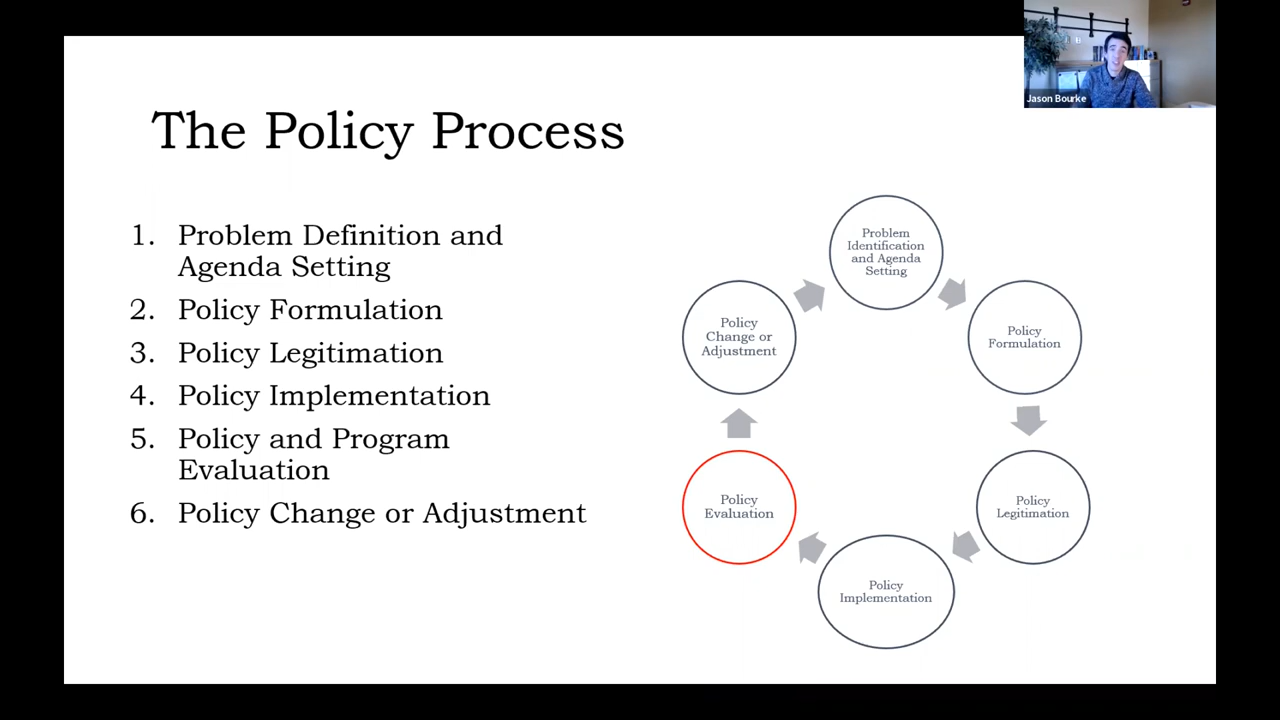 Jason Bourke
The Policy Process
1. Problem Definition and
Agenda Setting
2. Policy Formulation
3. Policy Legitimation
4. Policy Implementation
5. Policy and Program
Evaluation
6. Policy Change or Adjustment
Problem
Identification
and Agenda
Setting
Policy
Formulation
Policy
Legitimation
Policy
Implementation
Policy
Evaluation
Policy
Change or
Adjustment